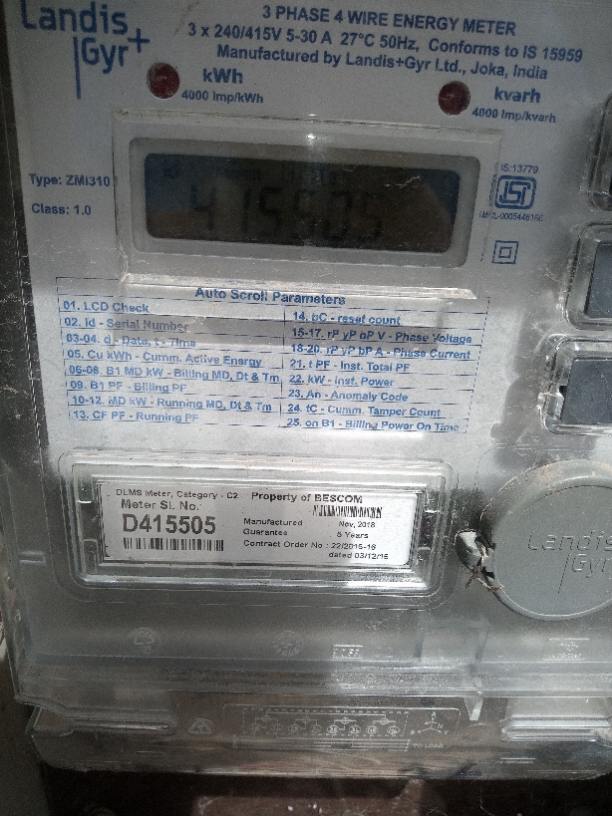 Landis+
Gyr
3 PHASE 4 WIRE ENERGY METER
3 x 240/415V 5-30 A 27°C 50Hz, Conforms to IS 15959
Manufactured by Landis+Gyr Ltd., Joka, India
kWh
4000 Imp/kWh
kvarh
4000 Imp/kvarh
Type: ZMI310
Class: 1.0
415505
IS:13779
ISI
Auto Scroll Parameters
01. LCD Check
02. Id - Serial Number
03-04. d - Date, t - Time
05. Cu kWh - Cumm. Active Energy
06-08. B1 MD kW - Billing MD, Dt & Tm
09. B1 PF - Billing PF
10-12. MD kW - Running MD, Dt & Tm
13. CF PF - Running PF
14. bC - reset count
15-17. rP yP bP V - Phase Voltage
18-20. rP yP bP A - Phase Current
21. t PF - Inst. Total PF
22. kW - Inst. Power
23. An - Anomaly Code
24. tC - Cumm. Tamper Count
25. on B1 - Billing Power On Time
DLMS Meter, Category - C2
Property of BESCOM
Meter Sl. No.
D415505
Manufactured Nov, 2018
Guarantee 5 Years
Contract Order No : 22/2015-16
dated 03/12/15
Landis
Gyr